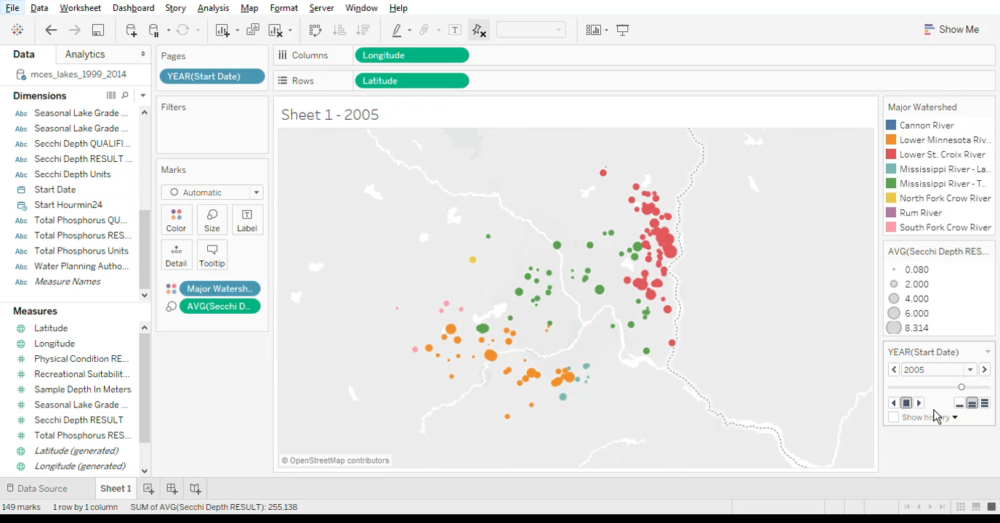 File Data Worksheet Dashboard Story Analysis Map Format Server Window Help
Show Me
Data Analytics
mces_lakes_1999_2014
Dimensions
Abc Seasonal Lake Grade ...
Abc Seasonal Lake Grade ...
Abc Secchi Depth QUALIFI...
Abc Secchi Depth RESULT ...
Abc Secchi Depth Units
Start Date
Start Hourmin24
Abc Total Phosphorus QU...
Abc Total Phosphorus RES...
Abc Total Phosphorus Units
Abc Water Planning Autho...
Abc Measure Names
Measures
Latitude
Longitude
# Physical Condition RE...
# Recreational Suitabilit...
# Sample Depth In Meters
# Seasonal Lake Grade ...
# Secchi Depth RESULT
# Total Phosphorus RES...
Latitude (generated)
Longitude (generated)
Pages
YEAR(Start Date)
Filters
Marks
Automatic
Color Size Label
Detail Tooltip
Major Watersh..
AVG(Secchi D..
Columns Longitude
Rows Latitude
Sheet 1 - 2005
© OpenStreetMap contributors
Major Watershed
Cannon River
Lower Minnesota Riv..
Lower St. Croix River
Mississippi River - La..
Mississippi River - T..
North Fork Crow River
Rum River
South Fork Crow River
AVG(Secchi Depth RES...
0.080
2.000
4.000
6.000
8.314
YEAR(Start Date)
2005
Show history
Data Source Sheet 1
149 marks 1 row by 1 column SUM of AVG(Secchi Depth RESULT): 255.138